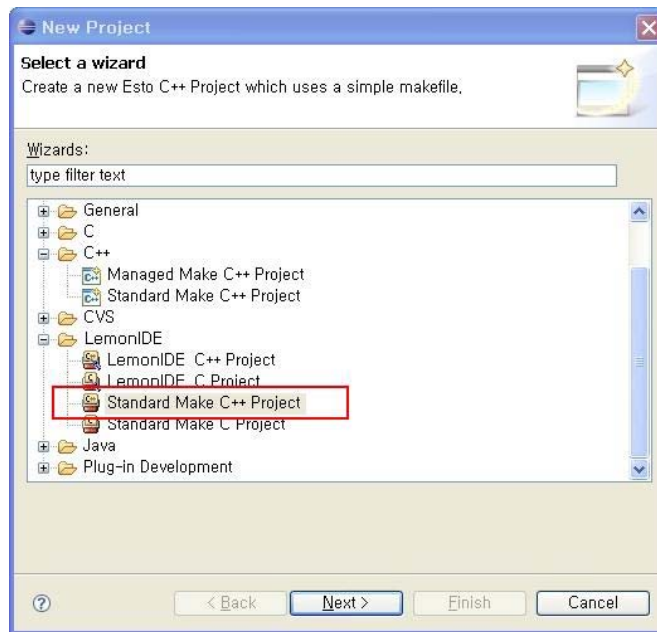 New Project
Select a wizard
Create a new Esto C++ Project which uses a simple makefile,
Wizards:
type filter text
General
C
C++
Managed Make C++ Project
Standard Make C++ Project
CVS
LemonIDE
LemonIDE C++ Project
LemonIDE C Project
Standard Make C++ Project
Standard Make C Project
Java
Plug-in Development
?
< Back Next > Finish Cancel